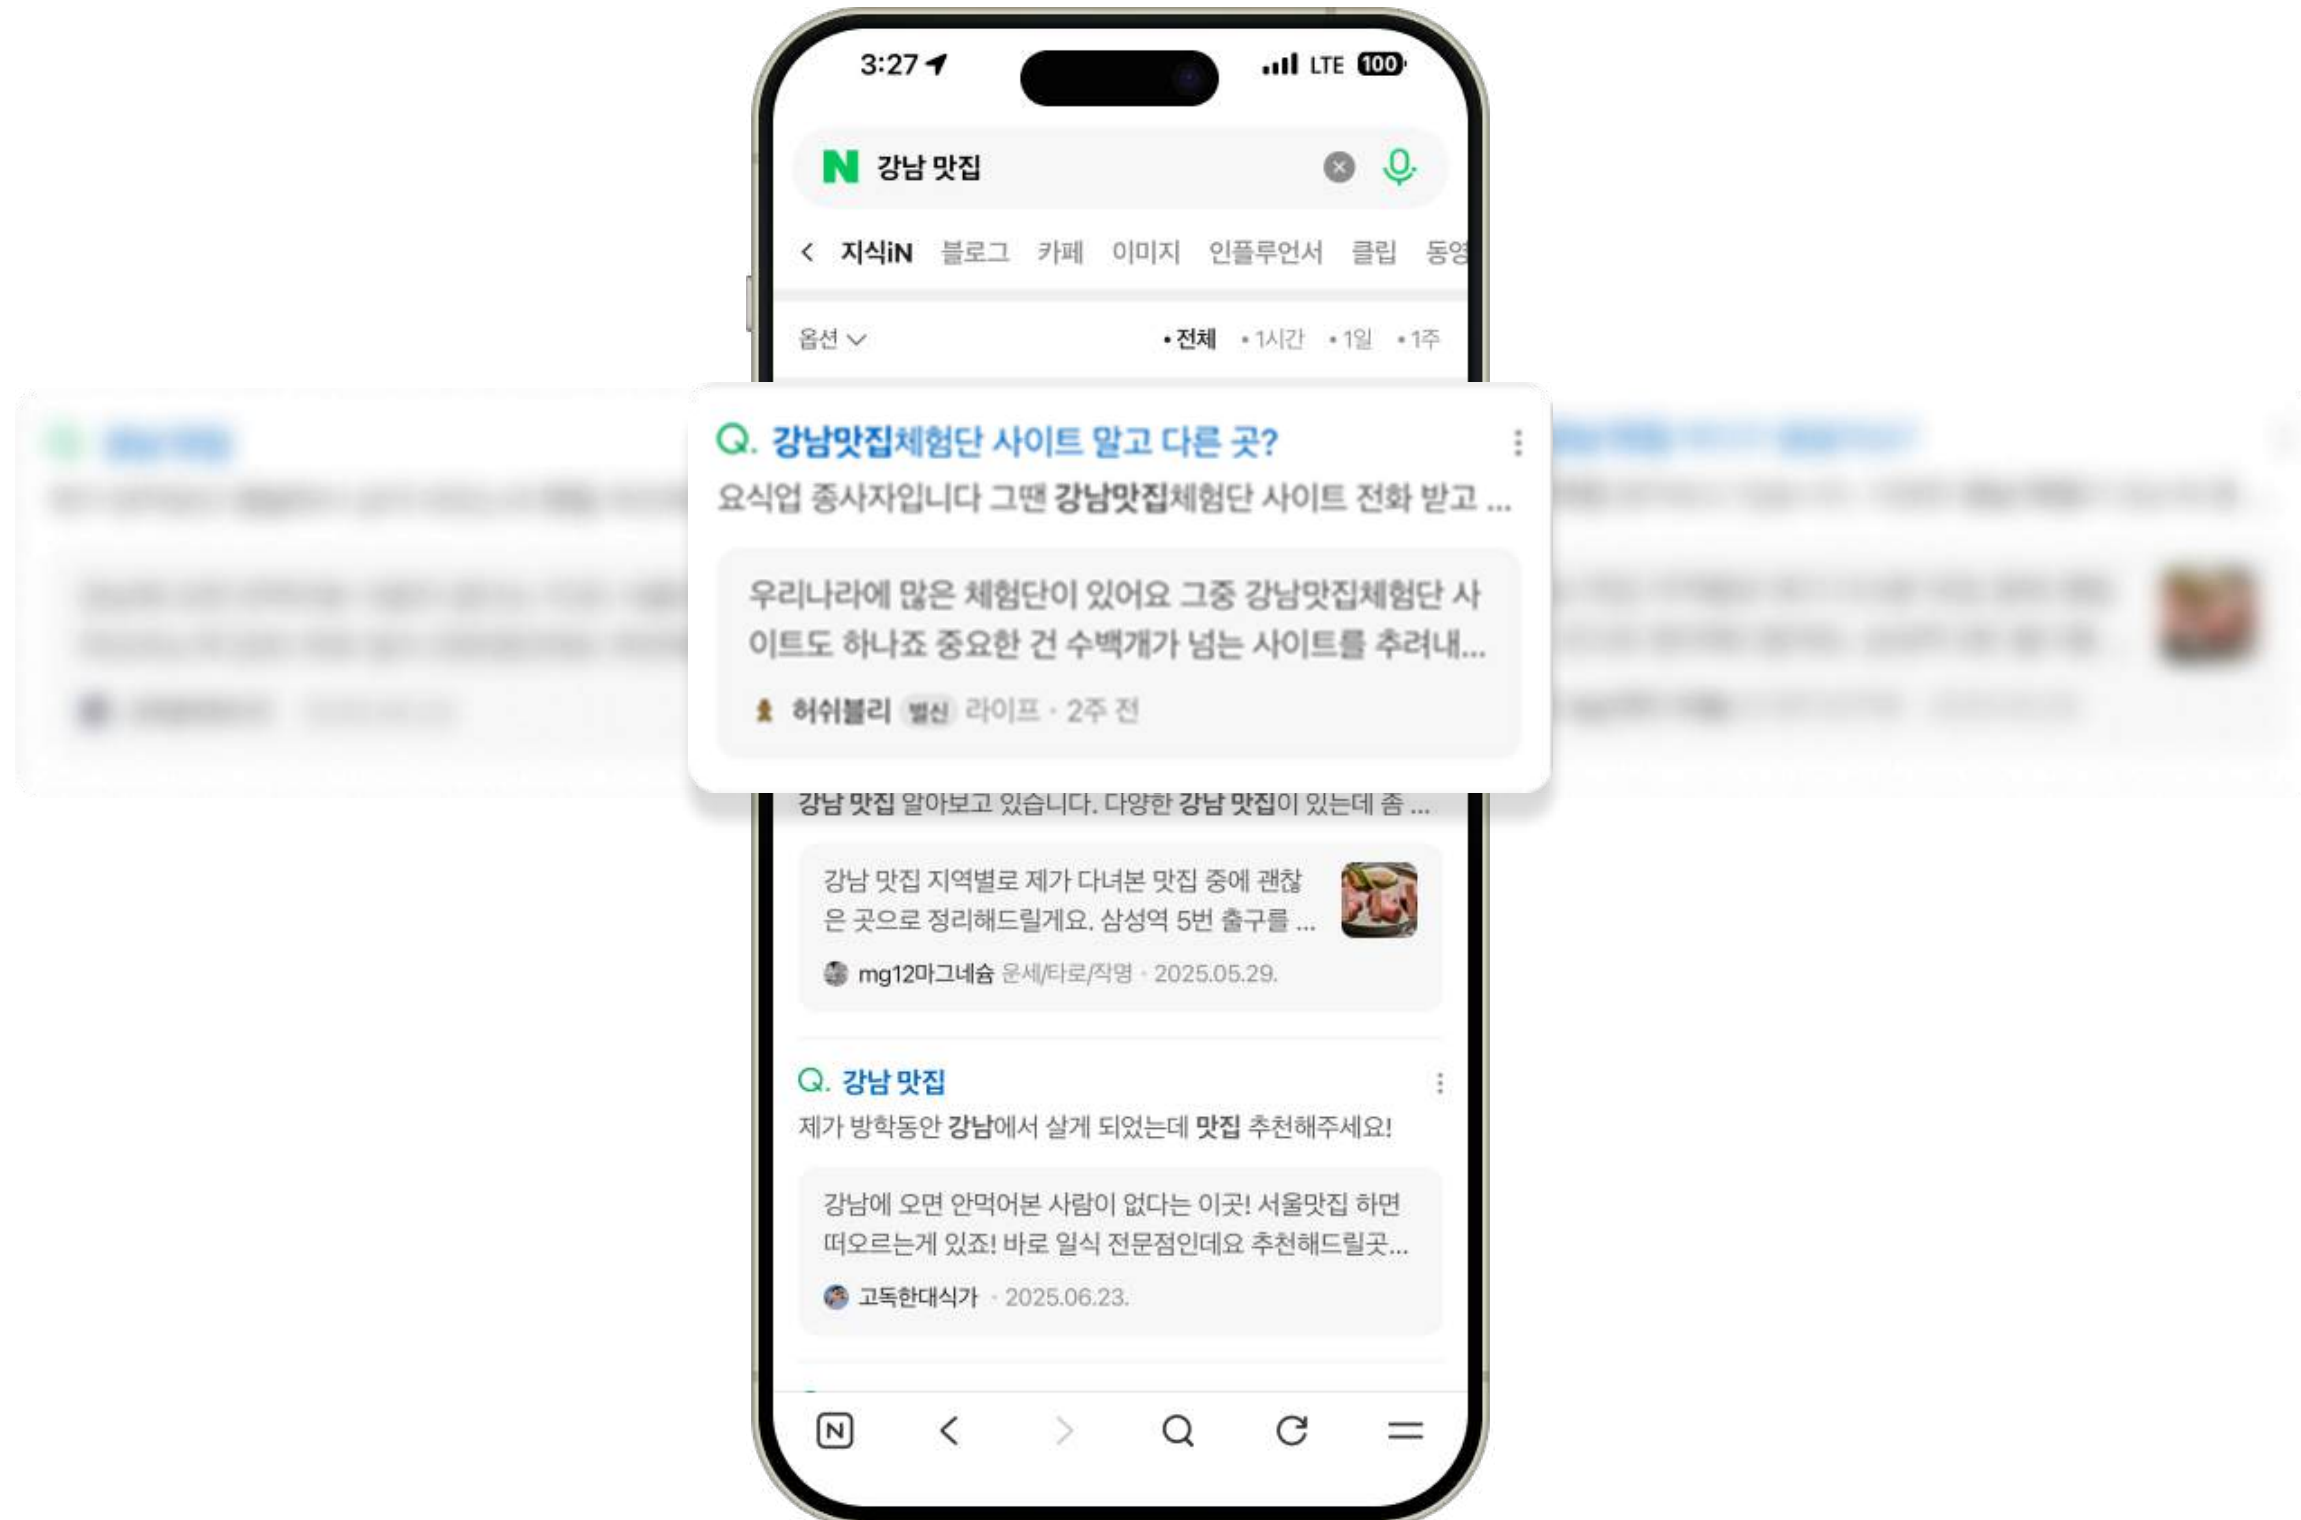 3:27 LTE 100
N 강남 맛집
지식iN 블로그 카페 이미지 인플루언서 클립 동영
옵션 • 전체 • 1시간 • 1일 • 1주
Q. 강남맛집체험단 사이트 말고 다른 곳?
요식업 종사자입니다 그땐 강남맛집체험단 사이트 전화 받고 ...
우리나라에 많은 체험단이 있어요 그중 강남맛집체험단 사
이트도 하나죠 중요한 건 수백개가 넘는 사이트를 추려내...
허쉬블리 별신 라이프 · 2주 전
강남 맛집 알아보고 있습니다. 다양한 강남 맛집이 있는데 좀 ...
강남 맛집 지역별로 제가 다녀본 맛집 중에 괜찮
은 곳으로 정리해드릴게요. 삼성역 5번 출구를 ...
mg12마그네슘 운세/타로/작명 · 2025.05.29.
Q. 강남 맛집
제가 방학동안 강남에서 살게 되었는데 맛집 추천해주세요!
강남에 오면 안먹어본 사람이 없다는 이곳! 서울맛집 하면
떠오르는게 있죠! 바로 일식 전문점인데요 추천해드릴곳...
고독한대식가 · 2025.06.23.
N